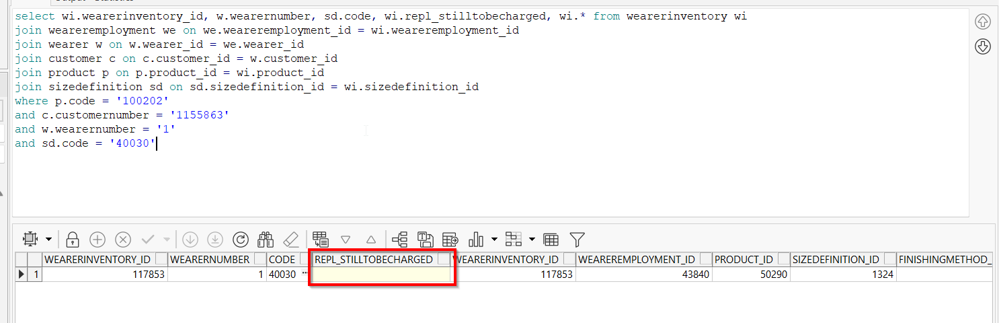 select wi.wearerinventory_id, w.wearernumber, sd.code, wi.repl_stilltobecharged, wi.* from wearerinventory wi
join weareremployment we on we.weareremployment_id = wi.weareremployment_id
join wearer w on w.wearer_id = we.wearer_id
join customer c on c.customer_id = w.customer_id
join product p on p.product_id = wi.product_id
join sizedefinition sd on sd.sizedefinition_id = wi.sizedefinition_id
where p.code = '100202'
and c.customernumber = '1155863'
and w.wearernumber = '1'
and sd.code = '40030'
WEARERINVENTORY_ID WEARERNUMBER CODE REPL_STILLTOBECHARGED WEARERINVENTORY_ID WEAREREMPLOYMENT_ID PRODUCT_ID SIZEDEFINITION_ID FINISHINGMETHOD_
1 117853 1 40030 ... 117853 43840 50290 1324